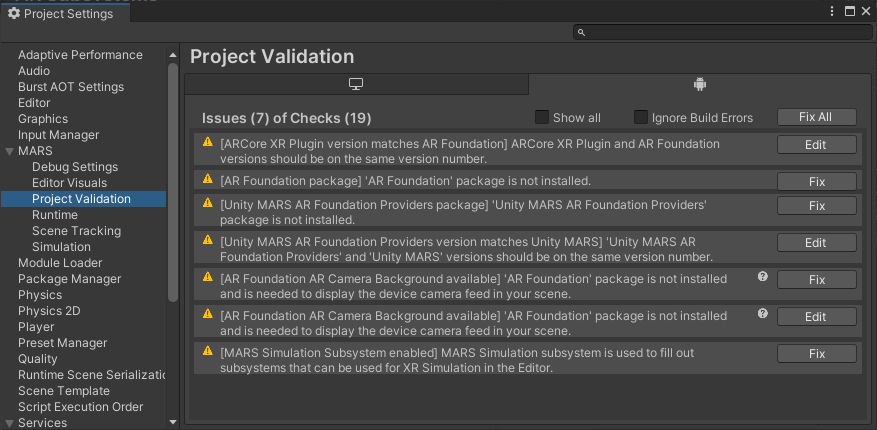 Project Settings
Adaptive Performance
Audio
Burst AOT Settings
Editor
Graphics
Input Manager
MARS
Debug Settings
Editor Visuals
Project Validation
Runtime
Scene Tracking
Simulation
Module Loader
Package Manager
Physics
Physics 2D
Player
Preset Manager
Quality
Runtime Scene Serializatio
Scene Template
Script Execution Order
Services
Project Validation
Issues (7) of Checks (19)
Show all
Ignore Build Errors
Fix All
[ARCore XR Plugin version matches AR Foundation] ARCore XR Plugin and AR Foundation
versions should be on the same version number.
Edit
[AR Foundation package] 'AR Foundation' package is not installed.
Fix
[Unity MARS AR Foundation Providers package] 'Unity MARS AR Foundation Providers'
package is not installed.
Fix
[Unity MARS AR Foundation Providers version matches Unity MARS] 'Unity MARS AR
Foundation Providers' and 'Unity MARS' versions should be on the same version number.
Edit
[AR Foundation AR Camera Background available] 'AR Foundation' package is not installed
and is needed to display the device camera feed in your scene.
Fix
[AR Foundation AR Camera Background available] 'AR Foundation' package is not installed
and is needed to display the device camera feed in your scene.
Edit
[MARS Simulation Subsystem enabled] MARS Simulation subsystem is used to fill out
subsystems that can be used for XR Simulation in the Editor.
Fix